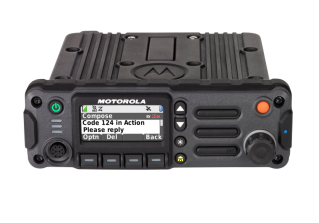 MOTOROLA
Compose
Code 124 in Action
Please reply
Optn Del Back